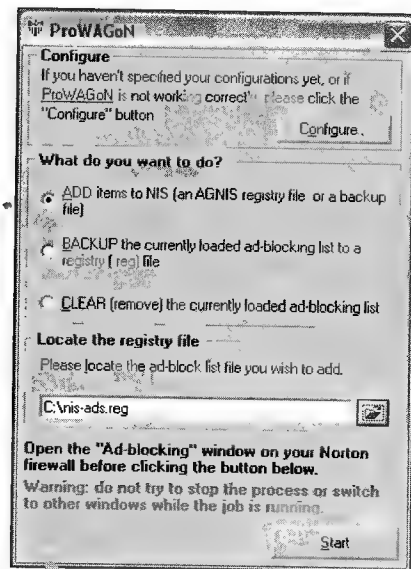 ProWAGoN
Configure
If you haven't specified your configurations yet, or if
ProWAGoN is not working correctly please click the
"Configure" button
Configure.
What do you want to do?
ADD items to NIS (an AGNIS registry file or a backup
file)
BACKUP the currently loaded ad-blocking list to a
registry (.reg) file
CLEAR (remove) the currently loaded ad-blocking list
Locate the registry file
Please locate the ad-block list file you wish to add.
C:\nis-ads.reg
Open the "Ad-blocking" window on your Norton
firewall before clicking the button below.
Warning: do not try to stop the process or switch
to other windows while the job is running.
Start